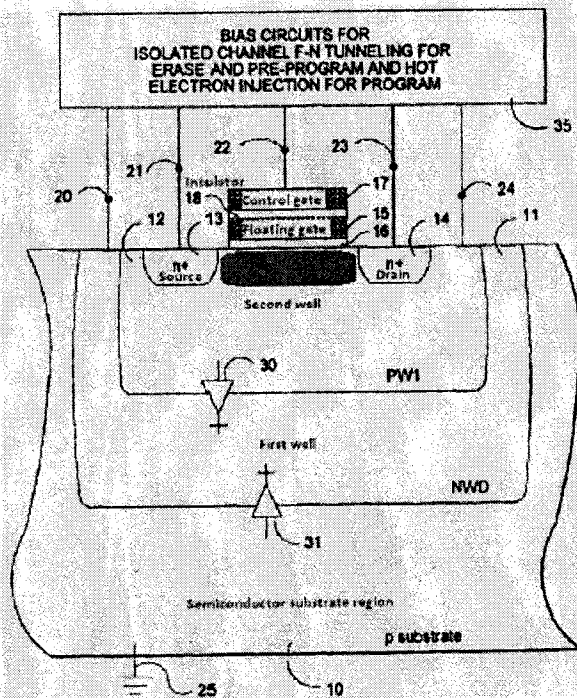 BIAS CIRCUITS FOR
ISOLATED CHANNEL F-N TUNNELING FOR
ERASE AND PRE-PROGRAM AND HOT
ELECTRON INJECTION FOR PROGRAM
35
22
23
21
20
24
Insulator
17
Control gate
18
15
12
13
Floating gate
16
14
11
n+
Source
n+
Drain
Second well
30
PW1
First well
NWD
31
Semiconductor substrate region
p substrate
25
10